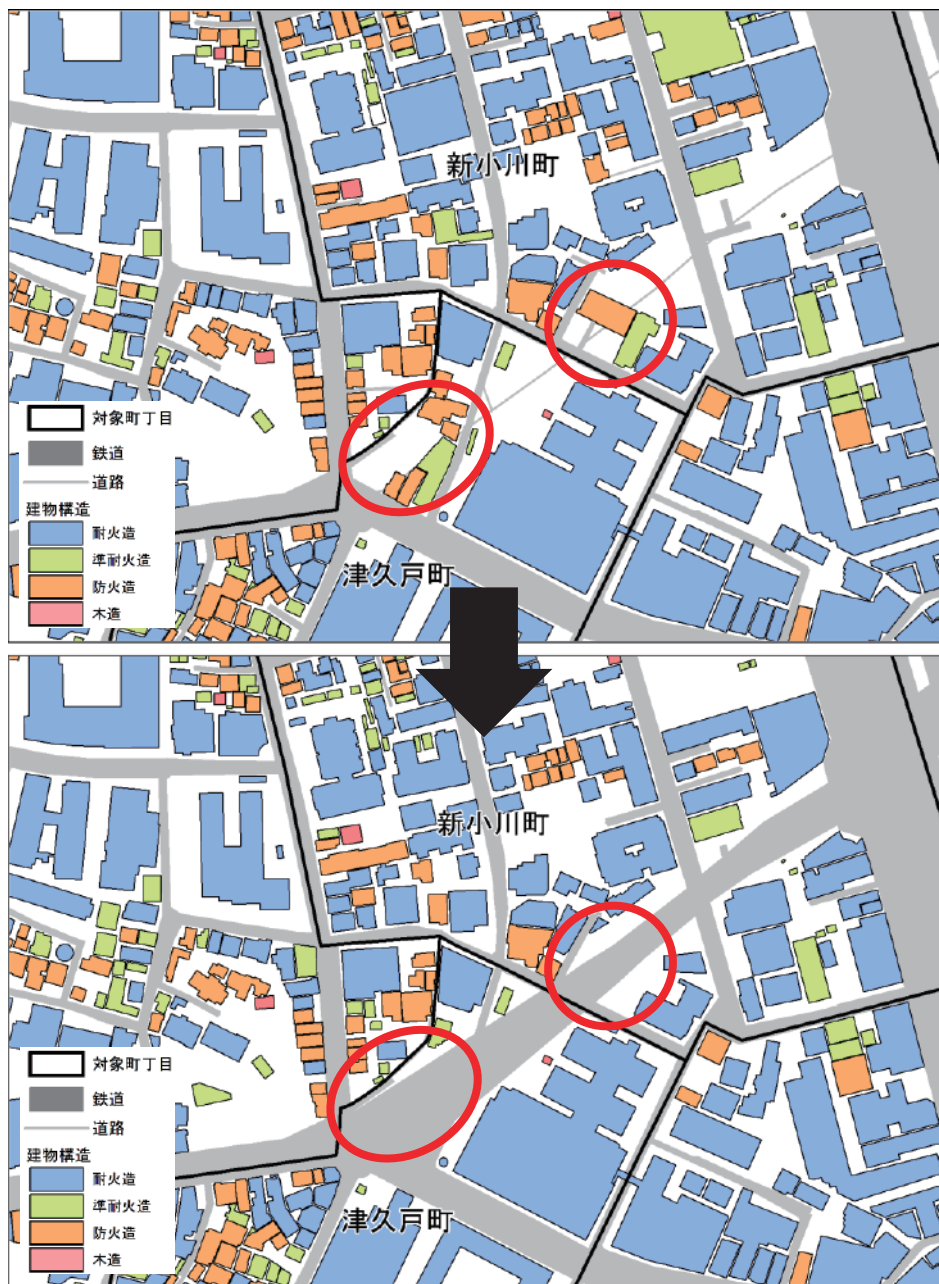 新小川町
対象町丁目
鉄道
道路
建物構造
耐火造
準耐火造
防火造
木造
津久戸町
新小川町
対象町丁目
鉄道
道路
建物構造
耐火造
準耐火造
防火造
木造
津久戸町